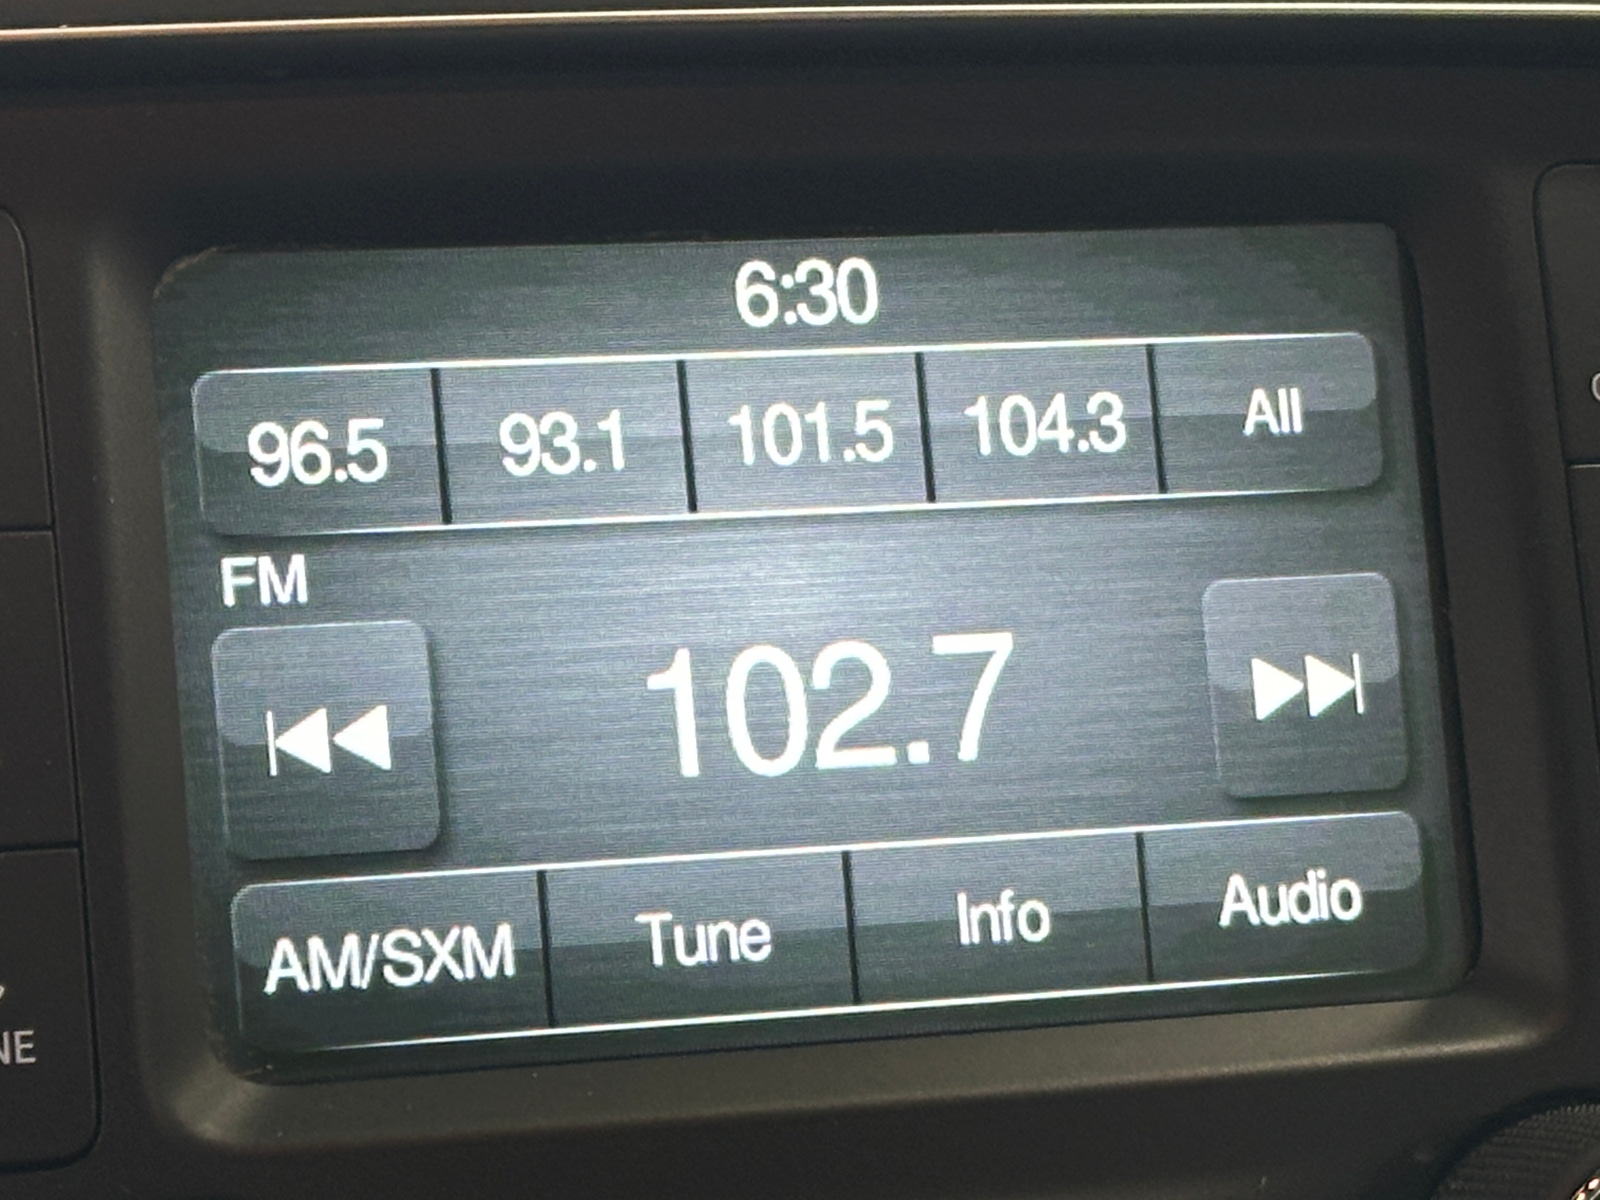 6:30
96.5 93.1 101.5 104.3 All
FM
102.7
AM/SXM Tune Info Audio
NE